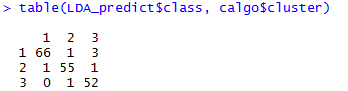 > table(LDA_predict$class, calgo$cluster)
1 2 3
1 66 1 3
2 1 55 1
3 0 1 52